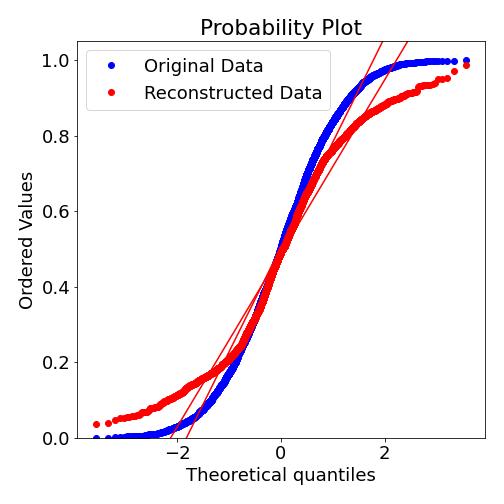 Probability Plot
Original Data
Reconstructed Data
Ordered Values
1.0
0.8
0.6
0.4
0.2
0.0
−2
0
2
Theoretical quantiles